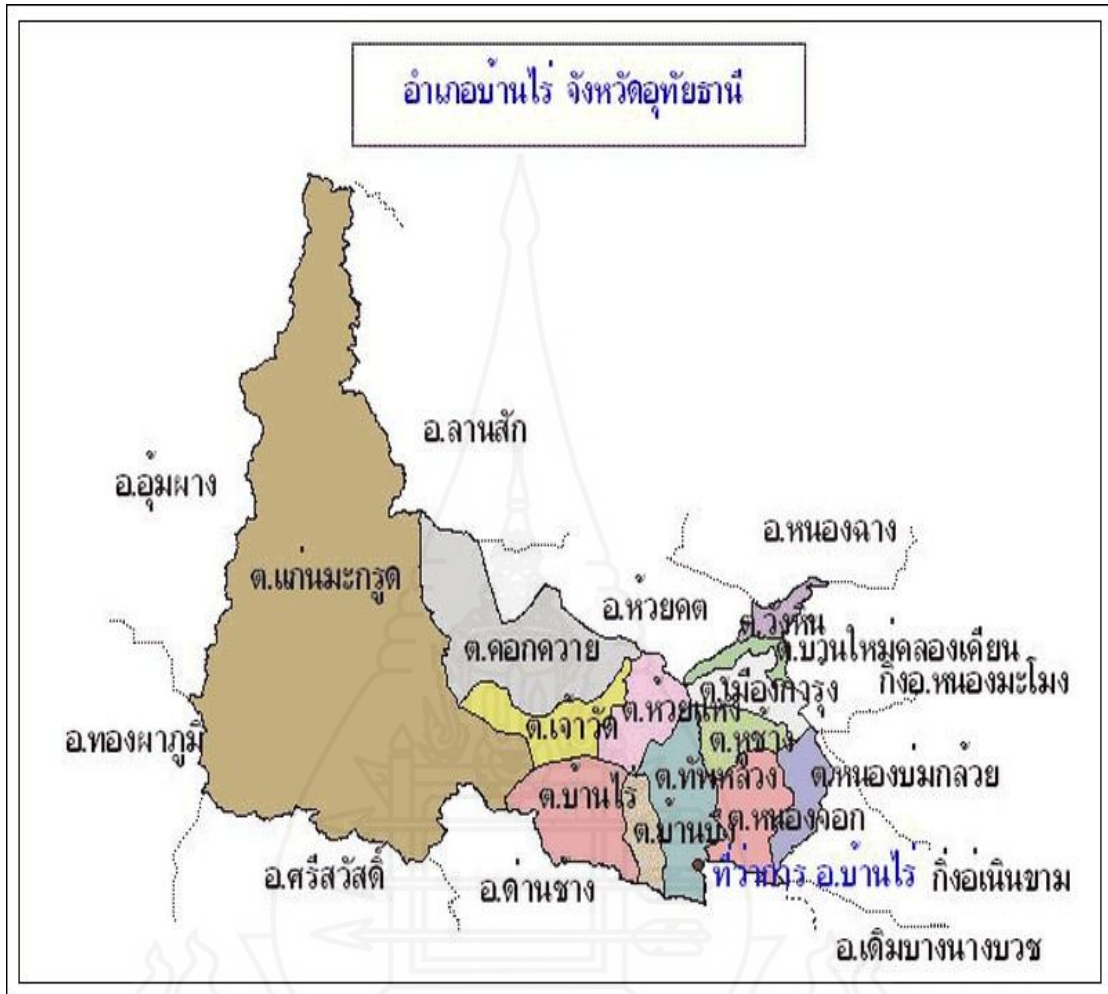 อำเภอบ้านไร่ จังหวัดอุทัยธานี
อ.ลานสัก
อ.อุ้มผาง
อ.หนองฉาง
ต.แก่นมะกรูด
อ.ห้วยคต
ต.วังหิน
ต.คอกควาย
ต.บ้านใหม่คลองเคียน
ต.เมืองการุ้ง
กิ่งอ.หนองมะโมง
ต.เจ้าวัด
ต.ห้วยแห้ง
อ.ทองผาภูมิ
ต.หูช้าง
ต.ทัพหลวง
ต.หนองบ่มกล้วย
ต.บ้านไร่
ต.บ้านบึง
ต.หนองจอก
อ.ศรีสวัสดิ์
อ.ด่านช้าง
ที่ว่าการ อ.บ้านไร่
กิ่งอ.เนินขาม
อ.เดิมบางนางบวช